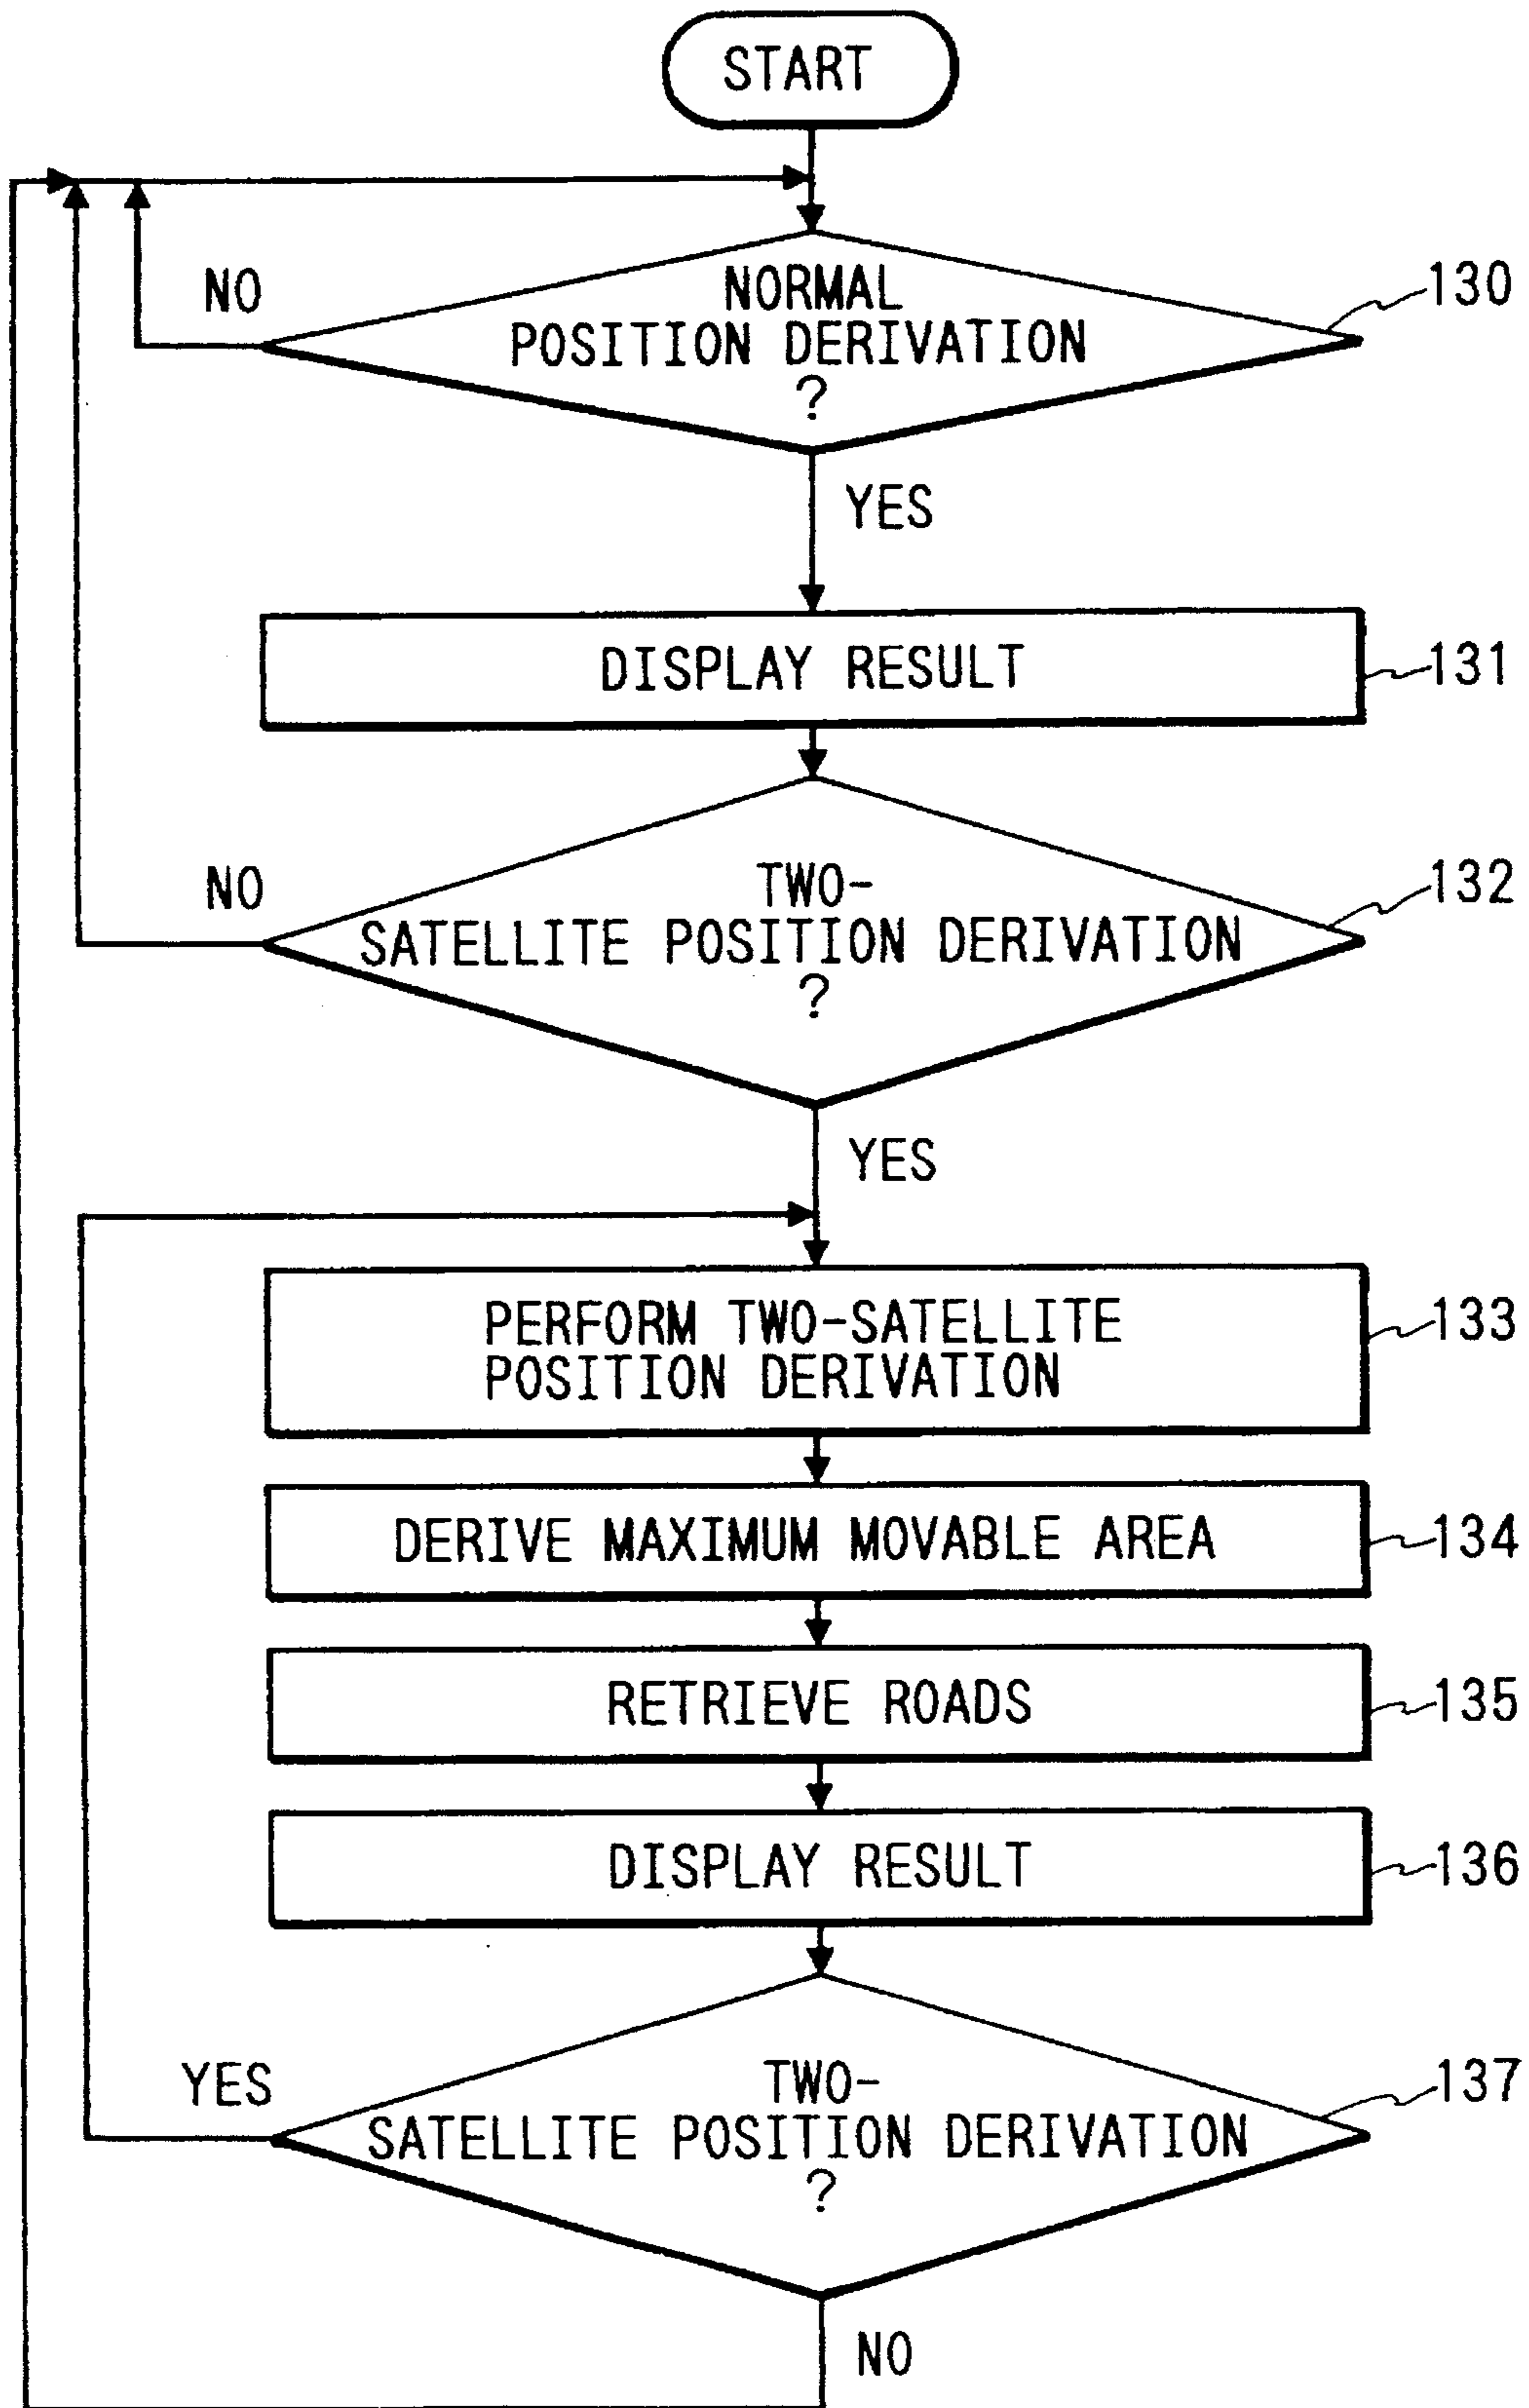 START
NO
NORMAL
POSITION DERIVATION
?
130
YES
DISPLAY RESULT
131
NO
TWO-
SATELLITE POSITION DERIVATION
?
132
YES
PERFORM TWO-SATELLITE
POSITION DERIVATION
133
DERIVE MAXIMUM MOVABLE AREA
134
RETRIEVE ROADS
135
DISPLAY RESULT
136
YES
TWO-
SATELLITE POSITION DERIVATION
?
137
NO